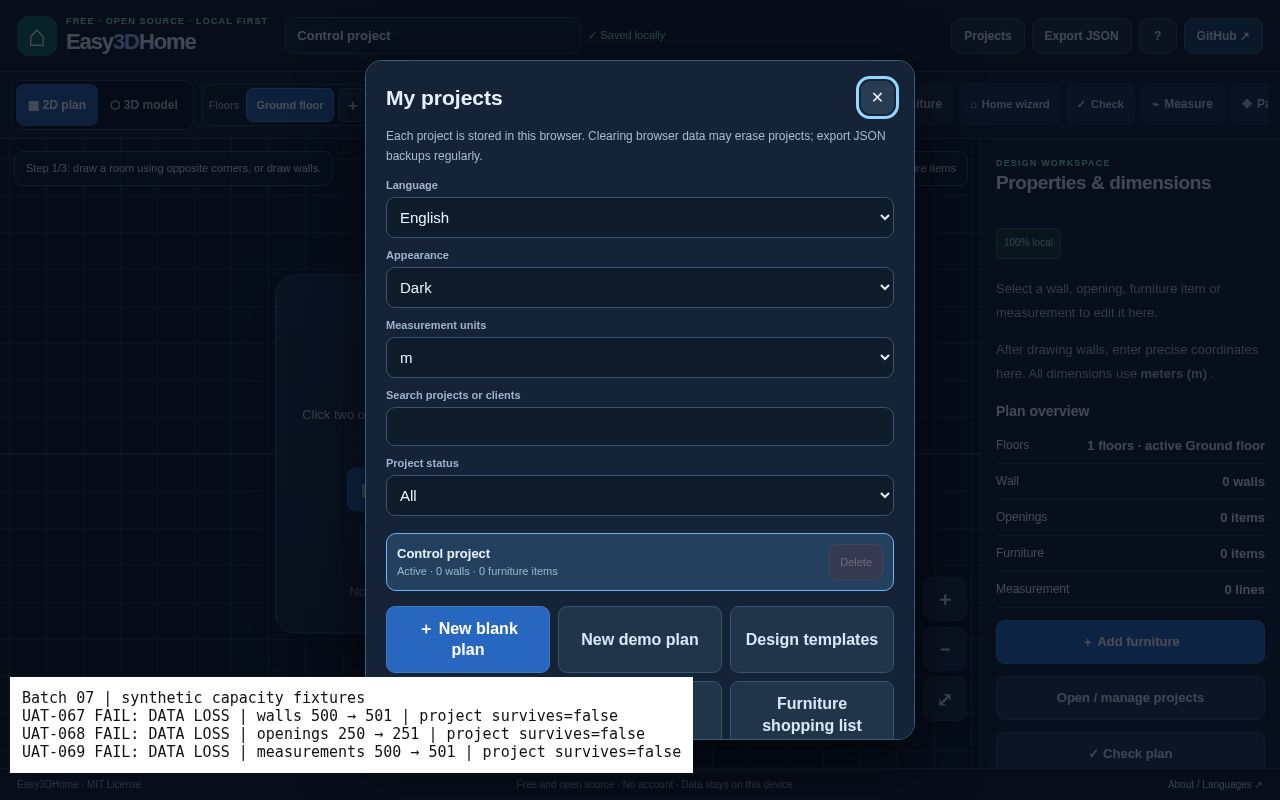 FREE · OPEN SOURCE · LOCAL FIRST
Easy3DHome
Control project
✓ Saved locally
Projects
Export JSON
?
GitHub ↗
2D plan
3D model
Floors
Ground floor
+
Home wizard
✓ Check
Measure
Step 1/3: draw a room using opposite corners, or draw walls.
My projects
✕
Each project is stored in this browser. Clearing browser data may erase projects; export JSON
backups regularly.
Language
English
Appearance
Dark
Measurement units
m
Search projects or clients
Project status
All
Control project
Active · 0 walls · 0 furniture items
Delete
+ New blank
plan
New demo plan
Design templates
Furniture
shopping list
Click two
+
−
DESIGN WORKSPACE
Properties & dimensions
100% local
Select a wall, opening, furniture item or
measurement to edit it here.
After drawing walls, enter precise coordinates
here. All dimensions use meters (m) .
Plan overview
Floors 1 floors · active Ground floor
Wall 0 walls
Openings 0 items
Furniture 0 items
Measurement 0 lines
+ Add furniture
Open / manage projects
✓ Check plan
Batch 07 | synthetic capacity fixtures
UAT-067 FAIL: DATA LOSS | walls 500 → 501 | project survives=false
UAT-068 FAIL: DATA LOSS | openings 250 → 251 | project survives=false
UAT-069 FAIL: DATA LOSS | measurements 500 → 501 | project survives=false
Easy3DHome · MIT License
Free and open source · No account · Data stays on this device
About / Languages ↗